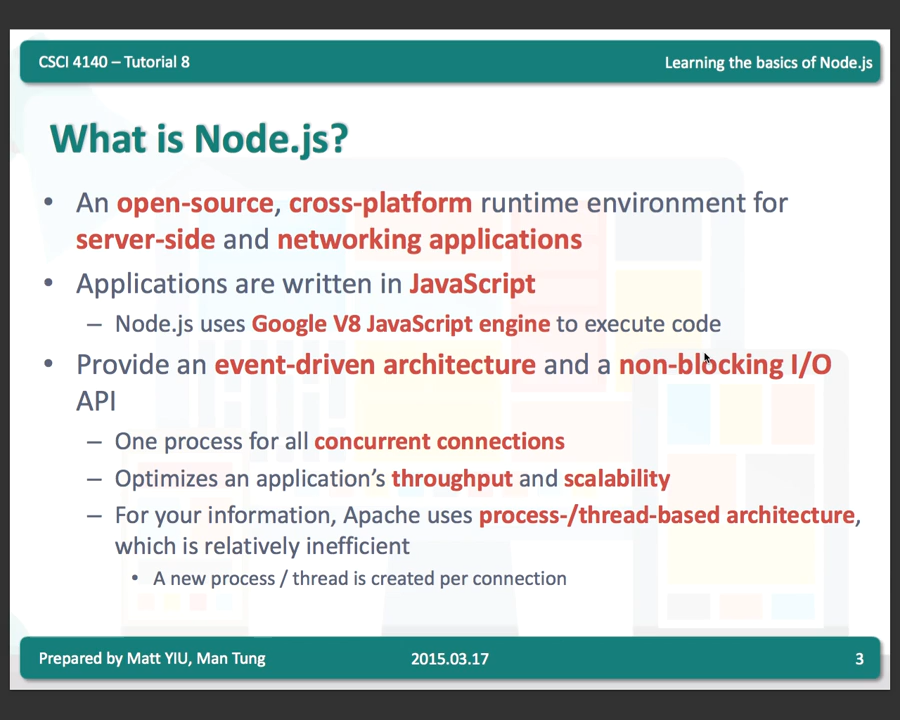 CSCI 4140 – Tutorial 8
Learning the basics of Node.js
What is Node.js?
• An open-source, cross-platform runtime environment for
server-side and networking applications
• Applications are written in JavaScript
– Node.js uses Google V8 JavaScript engine to execute code
• Provide an event-driven architecture and a non-blocking I/O
API
– One process for all concurrent connections
– Optimizes an application’s throughput and scalability
– For your information, Apache uses process-/thread-based architecture,
which is relatively inefficient
• A new process / thread is created per connection
Prepared by Matt YIU, Man Tung
2015.03.17
3